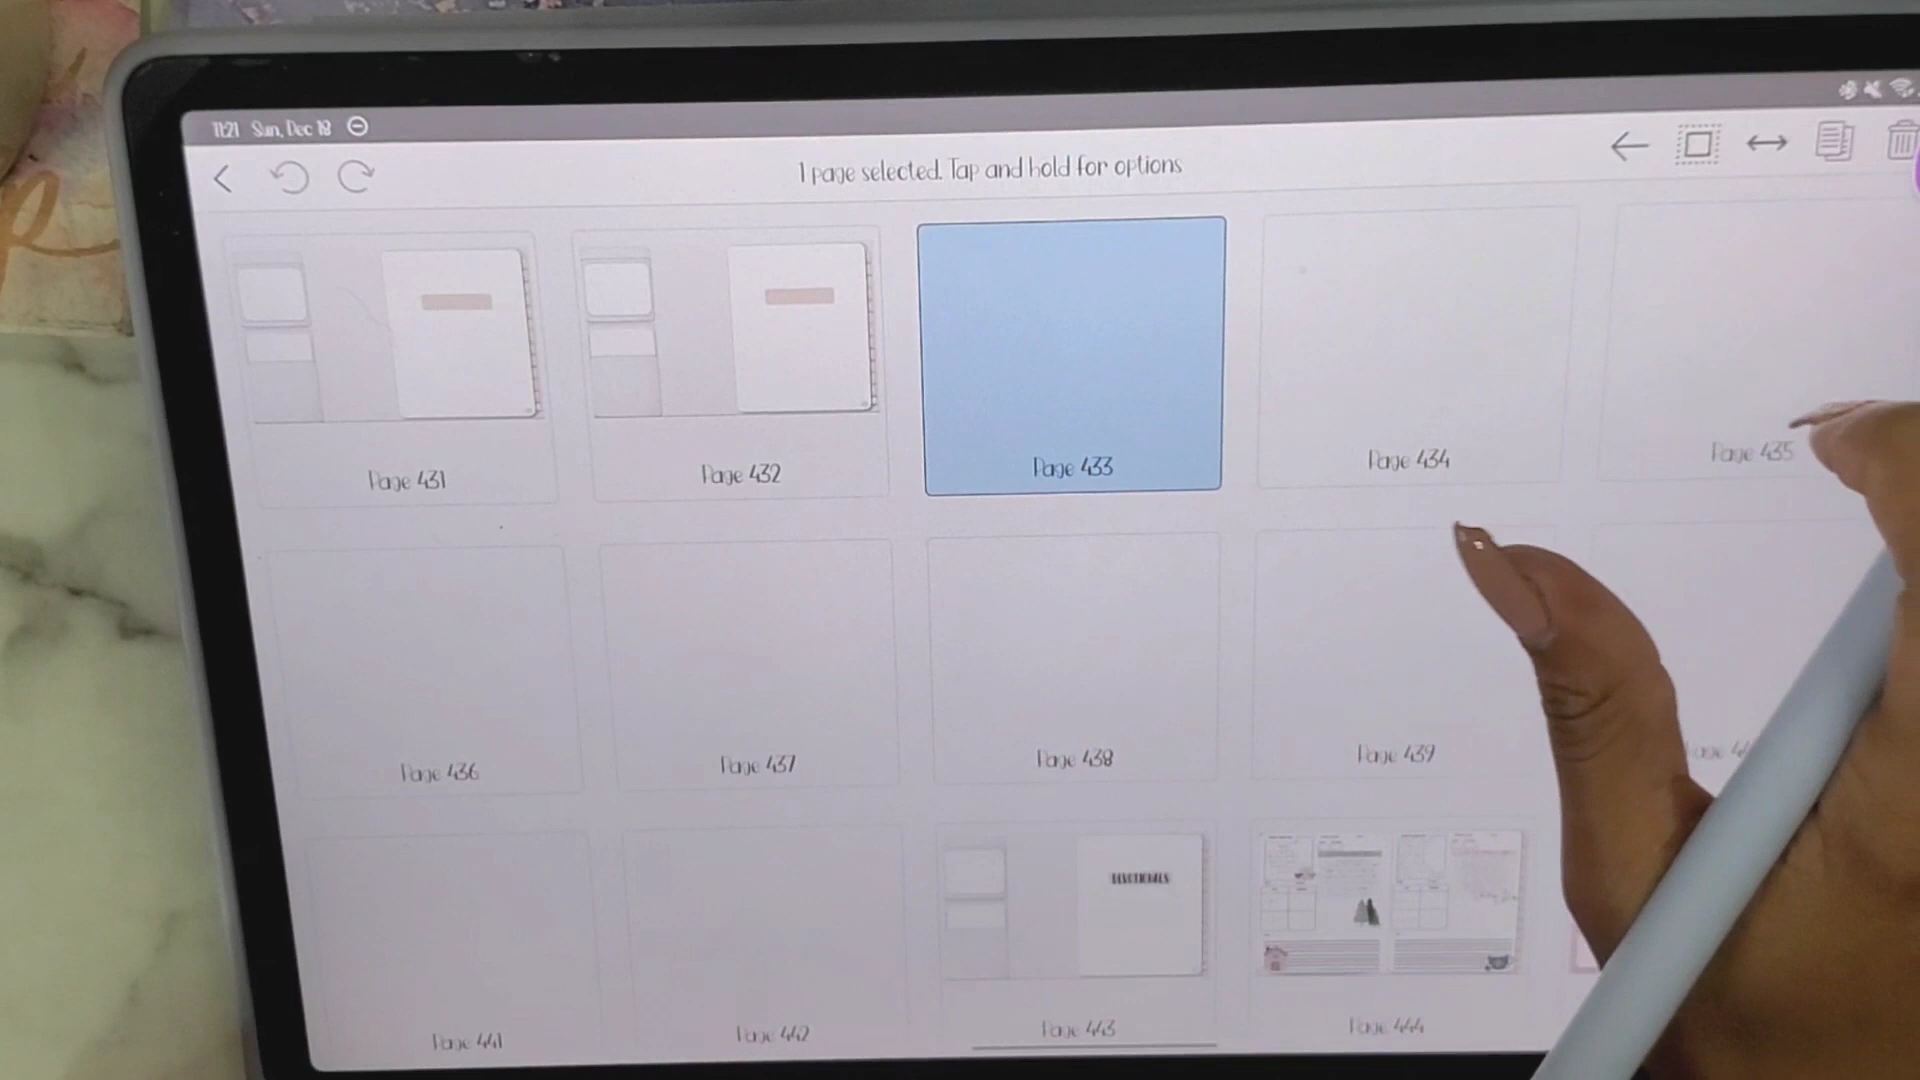 11:21 Sun, Dec 18
1 page selected. Tap and hold for options
Page 431
Page 432
Page 433
Page 434
Page 435
Page 436
Page 437
Page 438
Page 439
Page 441
Page 442
DEVOTIONALS
Page 443
Page 444